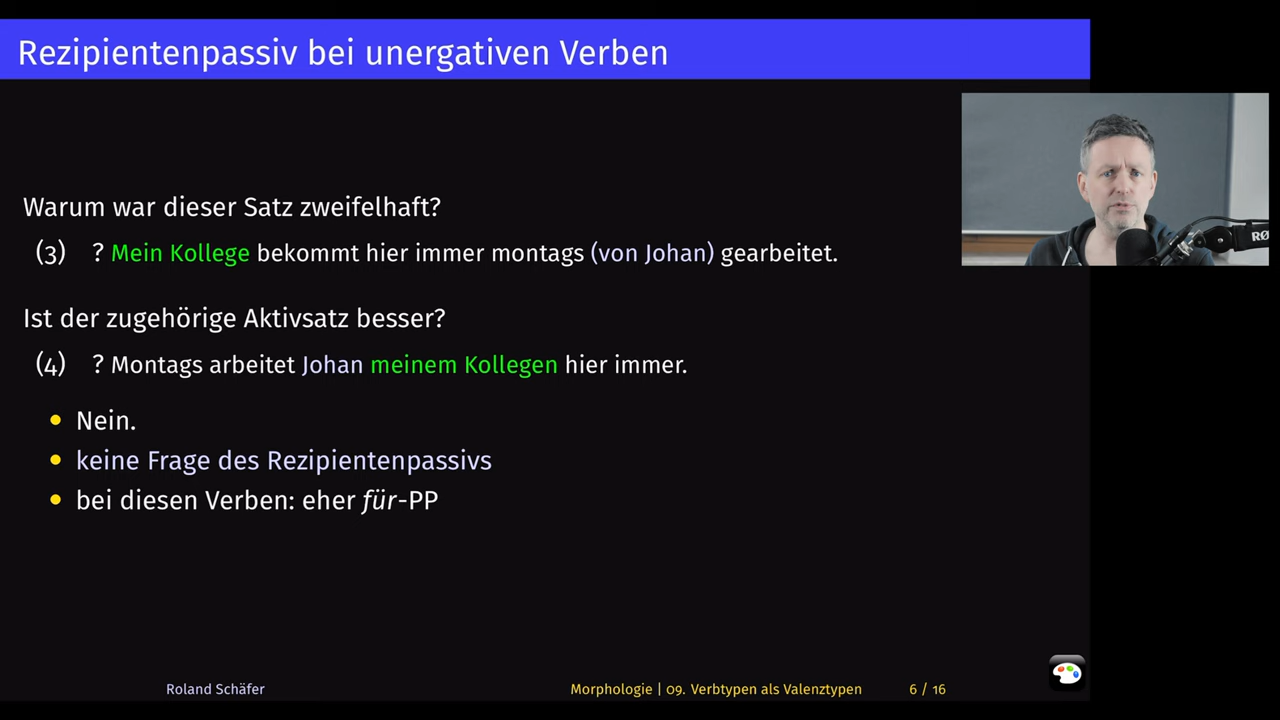 Rezipientenpassiv bei unergativen Verben
Warum war dieser Satz zweifelhaft?
(3) ? Mein Kollege bekommt hier immer montags (von Johan) gearbeitet.
Ist der zugehörige Aktivsatz besser?
(4) ? Montags arbeitet Johan meinem Kollegen hier immer.
• Nein.
• keine Frage des Rezipientenpassivs
• bei diesen Verben: eher für-PP
RØ
Roland Schäfer
Morphologie | 09. Verbtypen als Valenztypen
6 / 16